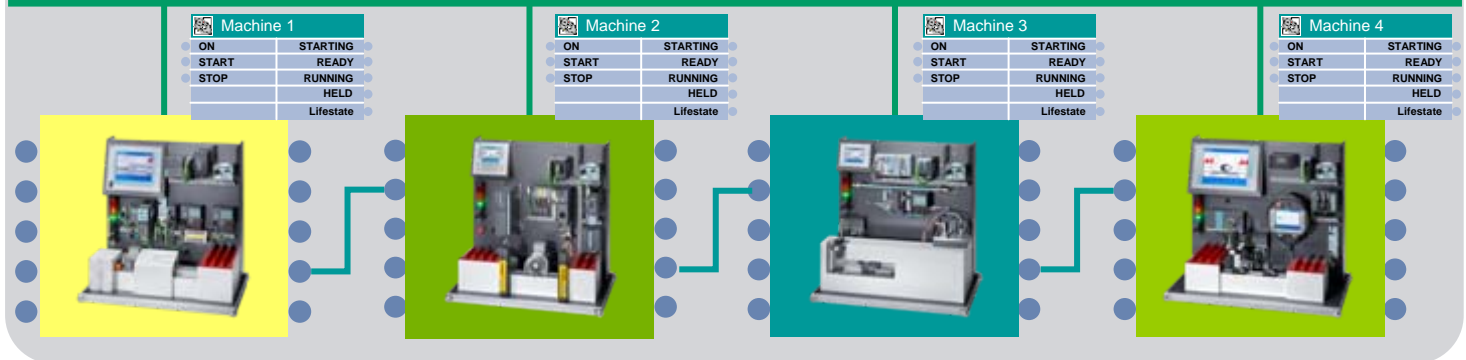 Machine 1
ON STARTING
START READY
STOP RUNNING
HELD
Lifestate
Machine 2
ON STARTING
START READY
STOP RUNNING
HELD
Lifestate
Machine 3
ON STARTING
START READY
STOP RUNNING
HELD
Lifestate
Machine 4
ON STARTING
START READY
STOP RUNNING
HELD
Lifestate